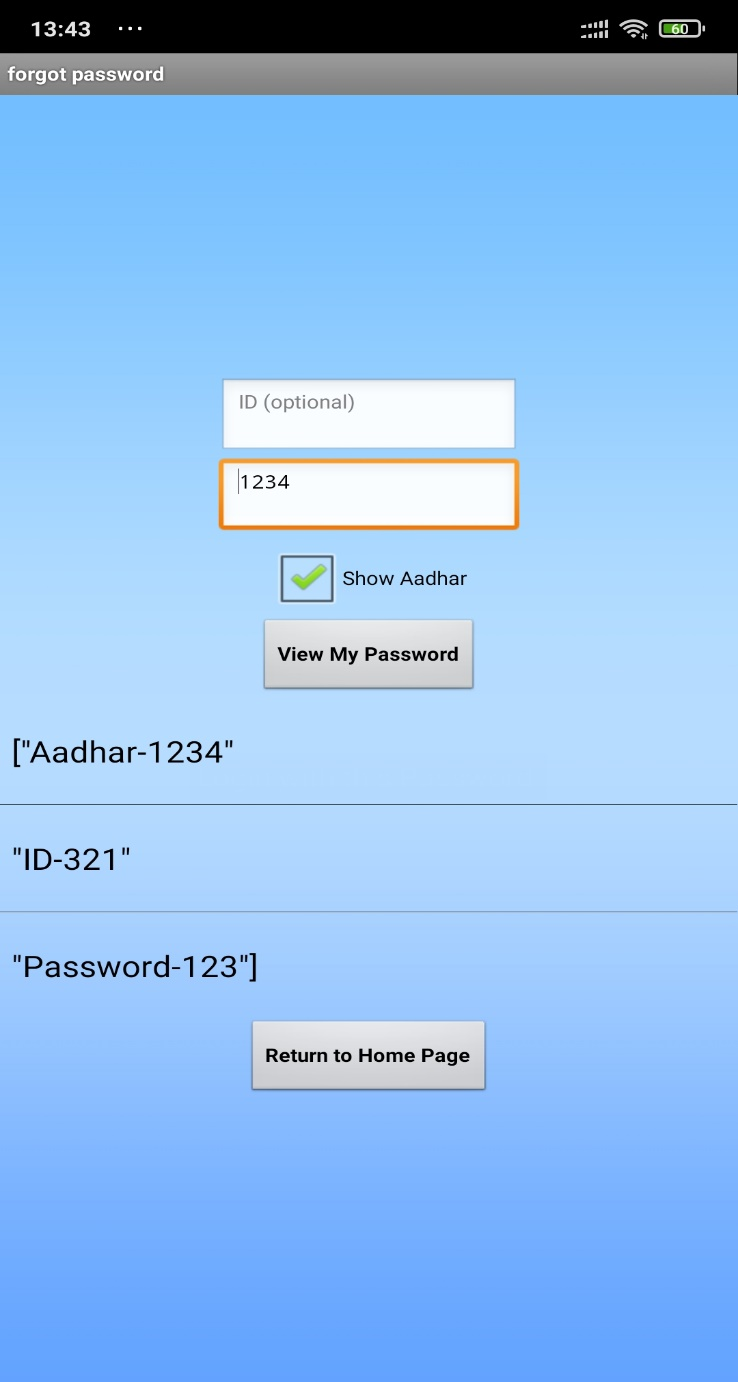 13:43 ... 60
forgot password
ID (optional)
1234
Show Aadhar
View My Password
["Aadhar-1234"
"ID-321"
"Password-123"]
Return to Home Page